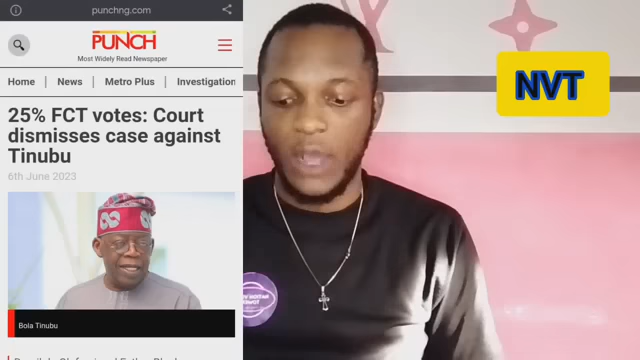 punchng.com
PUNCH
Most Widely Read Newspaper
Home | News | Metro Plus | Investigation
25% FCT votes: Court
dismisses case against
Tinubu
6th June 2023
Bola Tinubu
NVT